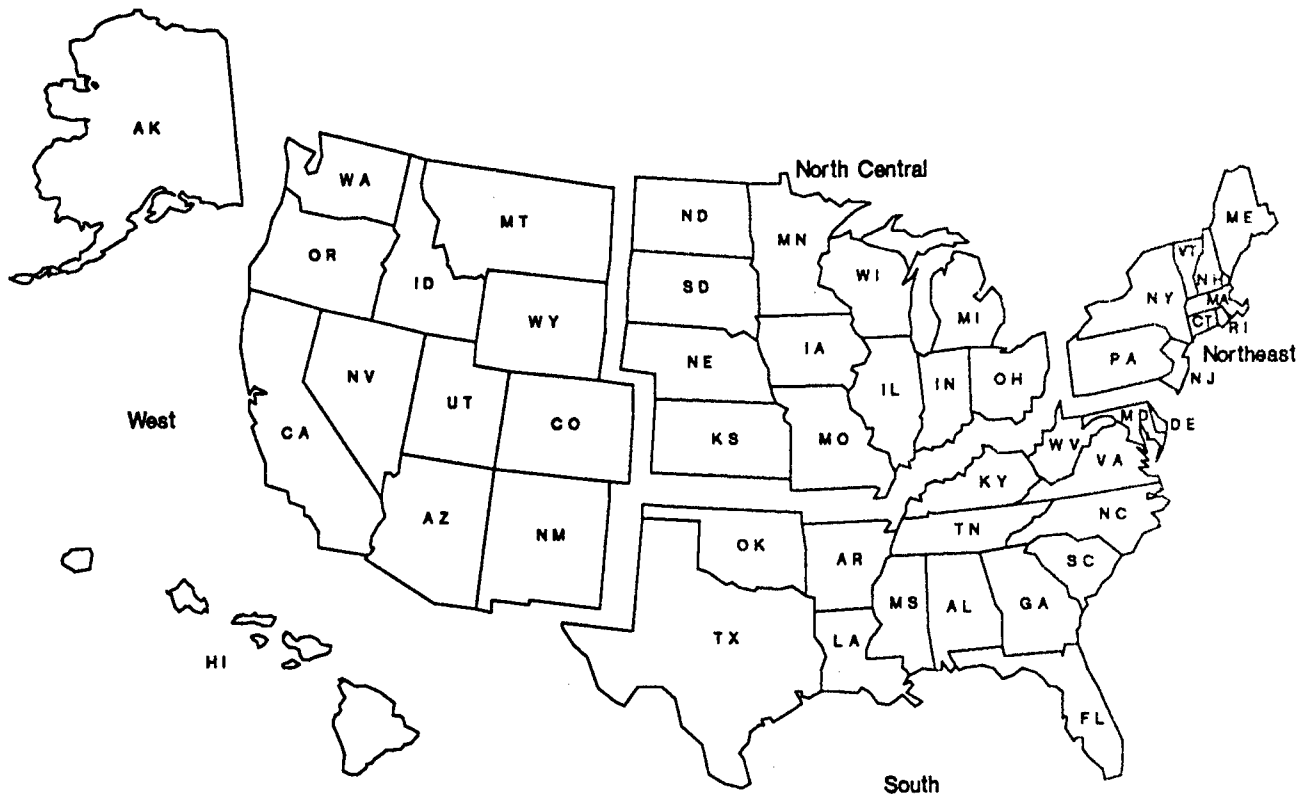 AK
WA
MT
OR
ID
WY
NV
UT
CO
CA
AZ
NM
West
HI
North Central
ND
MN
SD
WI
MI
NE
IA
IL
IN
OH
KS
MO
ME
VT
NH
NY
MA
CT
RI
Northeast
PA
NJ
MD
DE
WV
VA
KY
NC
TN
OK
AR
SC
MS
AL
GA
TX
LA
FL
South